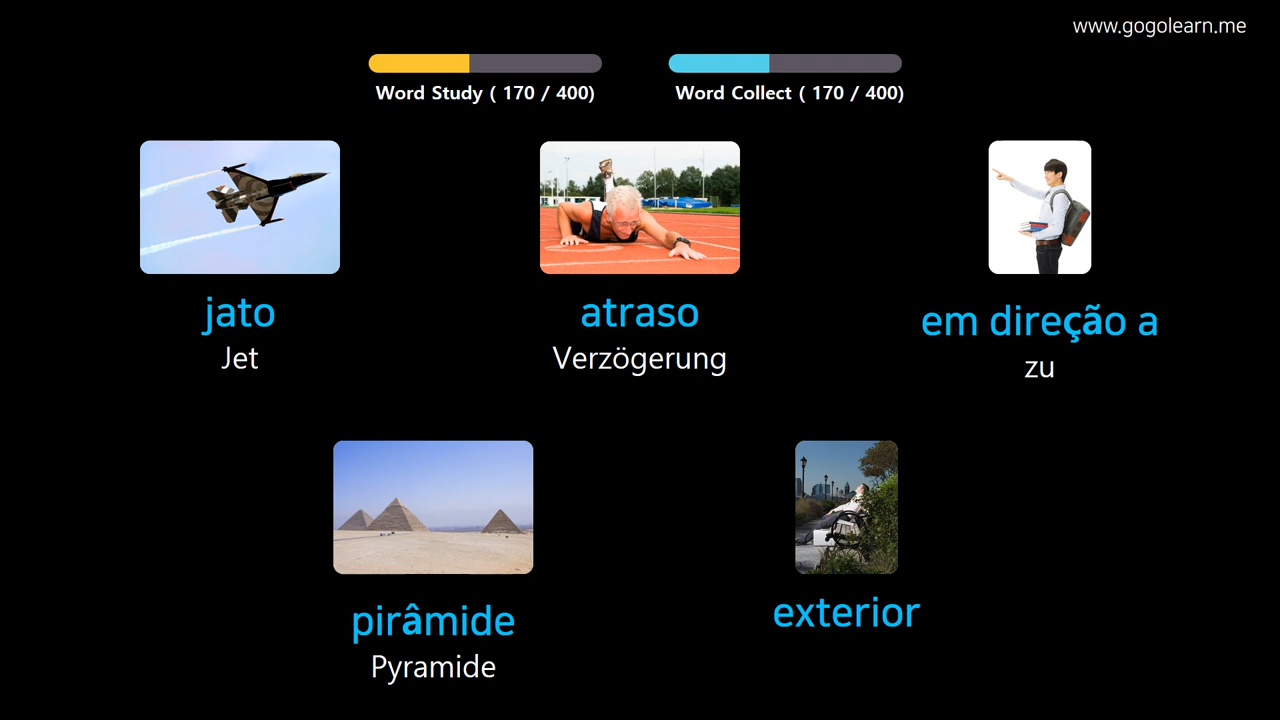 www.gogolearn.me
Word Study ( 170 / 400)
Word Collect ( 170 / 400)
jato
Jet
atraso
Verzögerung
em direção a
zu
pirâmide
Pyramide
exterior